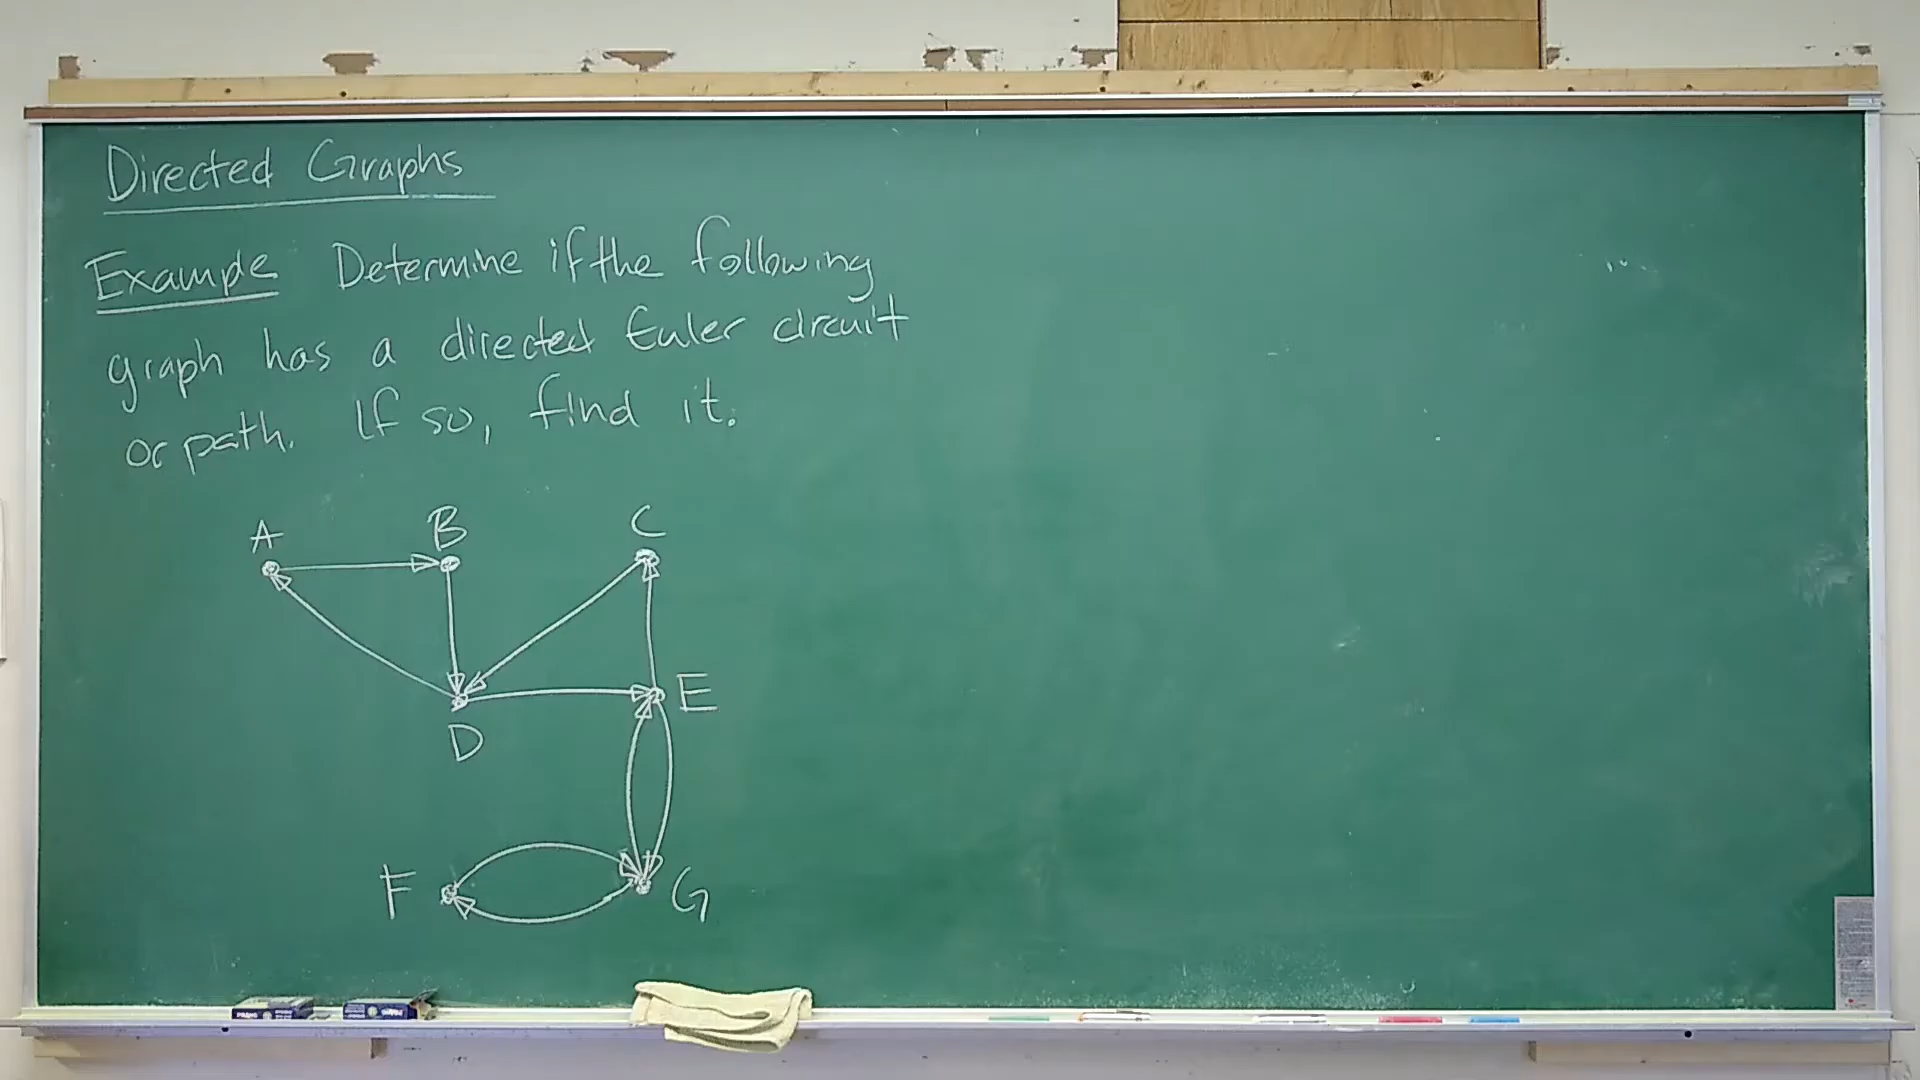 Directed Graphs
Example Determine if the following
graph has a directed Euler circuit
or path. If so, find it.
A B C
D E
F G